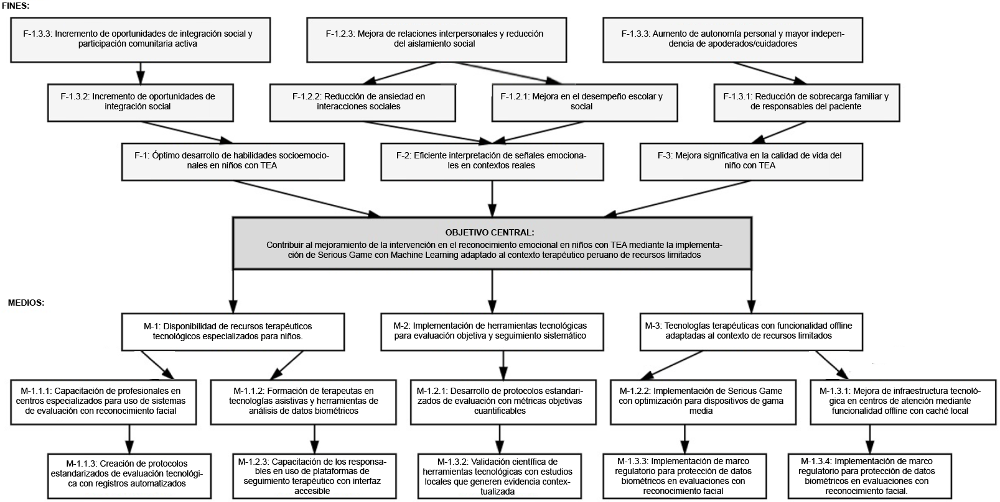 FINES:
F-1.3.3: Incremento de oportunidades de integración social y
participación comunitaria activa
F-1.2.3: Mejora de relaciones interpersonales y reducción
del aislamiento social
F-1.3.3: Aumento de autonomía personal y mayor indepen-
dencia de apoderados/cuidadores
F-1.3.2: Incremento de oportunidades de
integración social
F-1.2.2: Reducción de ansiedad en
interacciones sociales
F-1.2.1: Mejora en el desempeño escolar y
social
F-1.3.1: Reducción de sobrecarga familiar y
de responsables del paciente
F-1: Óptimo desarrollo de habilidades socioemocio-
nales en niños con TEA
F-2: Eficiente interpretación de señales emociona-
les en contextos reales
F-3: Mejora significativa en la calidad de vida del
niño con TEA
OBJETIVO CENTRAL:
Contribuir al mejoramiento de la intervención en el reconocimiento emocional en niños con TEA mediante la implementa-
ción de Serious Game con Machine Learning adaptado al contexto terapéutico peruano de recursos limitados
MEDIOS:
M-1: Disponibilidad de recursos terapéuticos
tecnológicos especializados para niños.
M-2: Implementación de herramientas tecnológicas
para evaluación objetiva y seguimiento sistemático
M-3: Tecnologías terapéuticas con funcionalidad offline
adaptadas al contexto de recursos limitados
M-1.1.1: Capacitación de profesionales en
centros especializados para uso de sistemas
de evaluación con reconocimiento facial
M-1.1.2: Formación de terapeutas en
tecnologías asistivas y herramientas de
análisis de datos biométricos
M-1.2.1: Desarrollo de protocolos estandari-
zados de evaluación con métricas objetivas
cuantificables
M-1.2.2: Implementación de Serious Game
con optimización para dispositivos de gama
media
M-1.3.1: Mejora de infraestructura tecnoló-
gica en centros de atención mediante
funcionalidad offline con caché local
M-1.1.3: Creación de protocolos
estandarizados de evaluación tecnológi-
ca con registros automatizados
M-1.2.3: Capacitación de los responsa-
bles en uso de plataformas de
seguimiento terapéutico con interfaz
accesible
M-1.3.2: Validación científica de
herramientas tecnológicas con estudios
locales que generen evidencia contex-
tualizada
M-1.3.3: Implementación de marco
regulatorio para protección de datos
biométricos en evaluaciones con
reconocimiento facial
M-1.3.4: Implementación de marco
regulatorio para protección de datos
biométricos en evaluaciones con
reconocimiento facial.